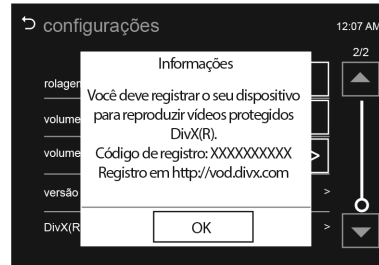 configurações
12:07 AM
2/2
Informações
Você deve registrar o seu dispositivo
para reproduzir vídeos protegidos
DivX(R).
Código de registro: XXXXXXXXXX
Registro em http://vod.divx.com
OK
rolagem
volume
volume
>
versão >
DivX(R >